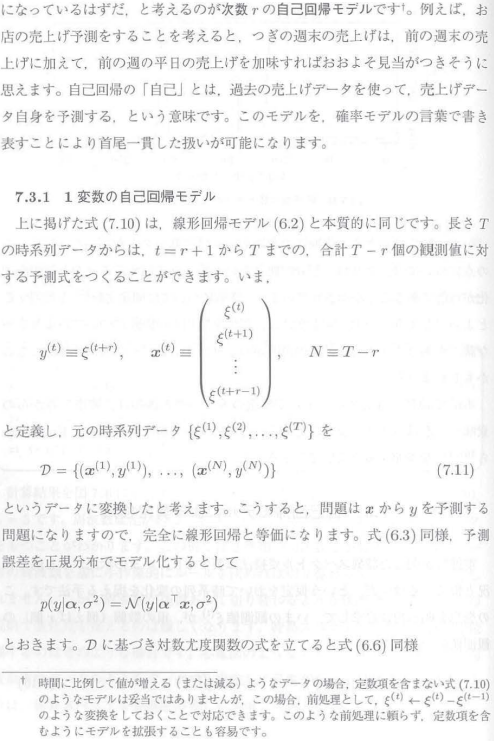 になっているはずだ，と考えるのが次数 r の自己回帰モデルです†。例えば，お
店の売上げ予測をすることを考えると，つぎの週末の売上げは，前の週末の売
上げに加えて，前の週の平日の売上げを加味すればおおよそ見当がつきそうに
思えます。自己回帰の「自己」とは，過去の売上げデータを使って，売上げデー
タ自身を予測する，という意味です。このモデルを，確率モデルの言葉で書き
表すことにより首尾一貫した扱いが可能になります。
7.3.1 1変数の自己回帰モデル
上に掲げた式 (7.10) は，線形回帰モデル (6.2) と本質的に同じです。長さ T
の時系列データからは，t = r + 1 から T までの，合計 T − r 個の観測値に対
する予測式をつくることができます。いま，
y^(t) ≡ ξ^(t+r), x^(t) ≡ ( ξ^(t) ξ^(t+1) ⋮ ξ^(t+r−1) ), N ≡ T − r
と定義し，元の時系列データ {ξ^(1), ξ^(2), . . . , ξ^(T)} を
D = {(x^(1), y^(1)), . . . , (x^(N), y^(N))} (7.11)
というデータに変換したと考えます。こうすると，問題は x から y を予測する
問題になりますので，完全に線形回帰と等価になります。式 (6.3) 同様，予測
誤差を正規分布でモデル化するとして
p(y|α, σ²) = N(y|α⊤x, σ²)
とおきます。D に基づき対数尤度関数の式を立てると式 (6.6) 同様
† 時間に比例して値が増える（または減る）ようなデータの場合，定数項を含まない式 (7.10)
のようなモデルは妥当ではありませんが，この場合，前処理として，ξ^(t) ← ξ^(t) − ξ^(t−1)
のような変換をしておくことで対応できます。このような前処理に頼らず，定数項を含
むようにモデルを拡張することも容易です。